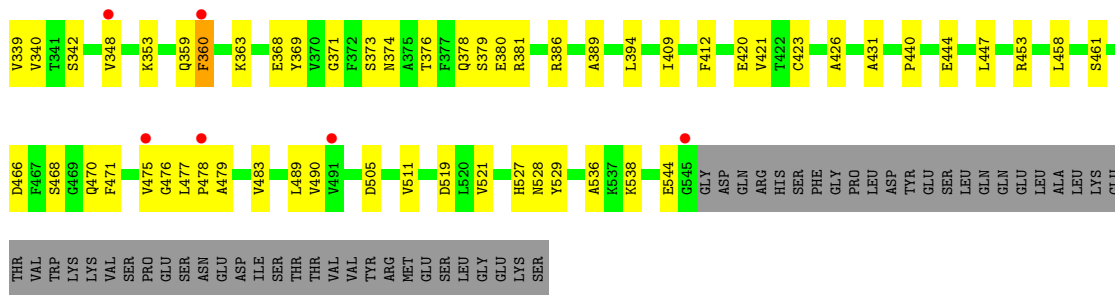 V339 V340 T341 S342 V348 K353 Q359 F360 K363 E368 Y369 V370 G371 F372 S373 N374 A375 T376 F377 Q378 S379 E380 R381 R386 A389 L394 I409 F412 E420 V421 T422 C423 A426 A431 P440 E444 L447 R453 L458 S461
D466 F467 S468 G469 Q470 F471 V475 G476 L477 P478 A479 V483 L489 V490 V491 D505 V511 D519 L520 V521 H527 N528 Y529 A536 K537 K538 E544 G545 GLY ASP GLN ARG HIS SER PHE GLY PRO LEU ASP TYR GLU SER LEU GLN GLN GLU LEU ALA LEU LYS GLU
THR VAL TRP LYS LYS VAL SER PRO GLU SER ASN GLU ASP ILE SER THR THR VAL VAL TYR ARG MET GLU SER LEU GLY GLU LYS SER